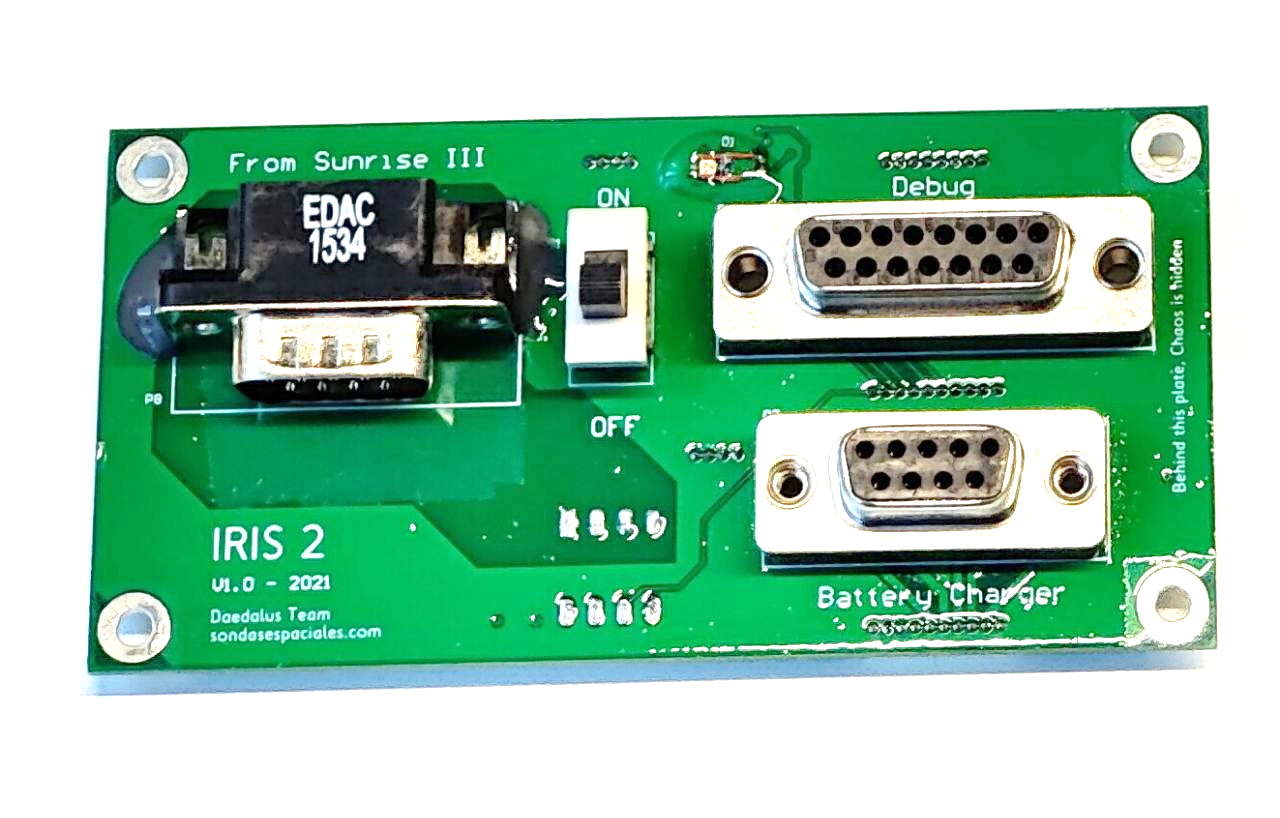 From Sunrise III
EDAC
1534
P8
ON
OFF
D1
Debug
Battery Charger
Behind this plate, Chaos is hidden
IRIS 2
V1.0 - 2021
Daedalus Team
sondasespaciales.com